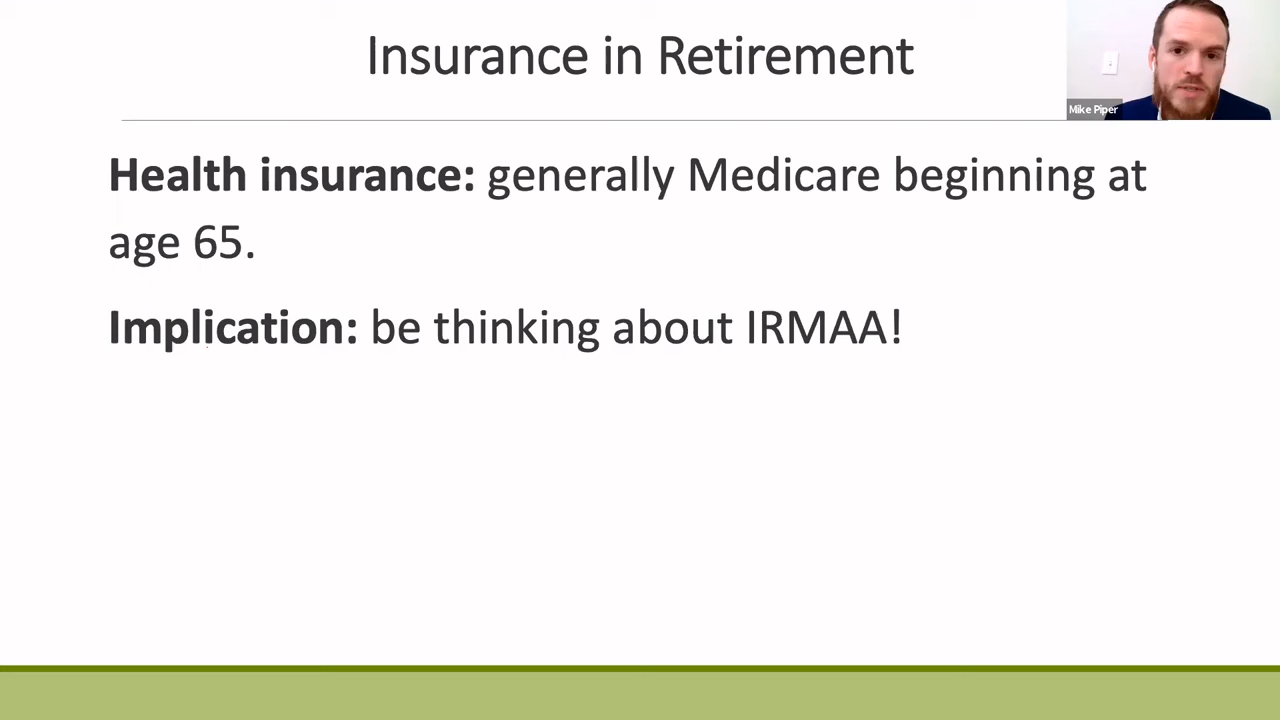 Insurance in Retirement
Mike Piper
Health insurance: generally Medicare beginning at
age 65.
Implication: be thinking about IRMAA!